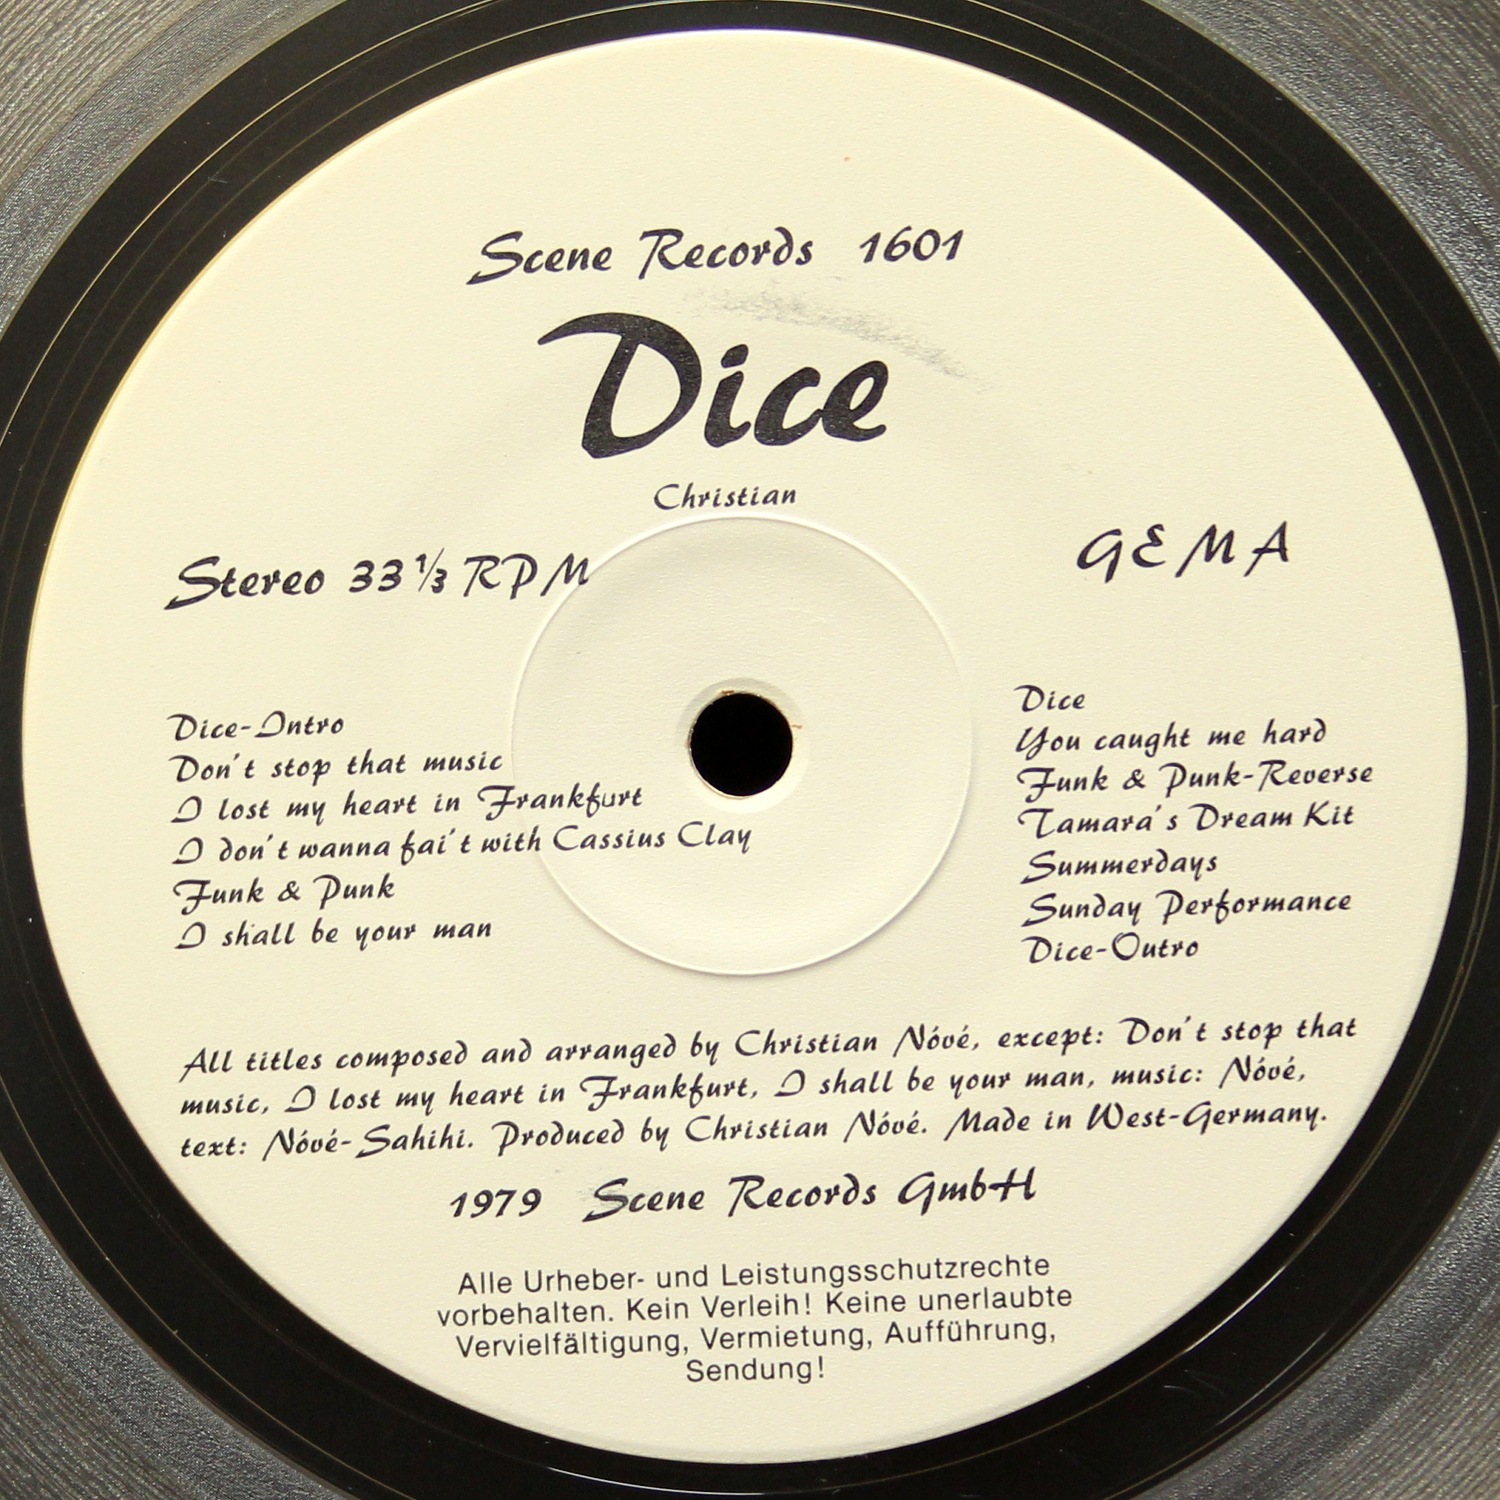 Scene Records 1601
Dice
Christian
Stereo 33 1/3 RPM
GEMA
Dice-Intro
Don't stop that music
I lost my heart in Frankfurt
I don't wanna fai't with Cassius Clay
Funk & Punk
I shall be your man
Dice
You caught me hard
Funk & Punk-Reverse
Tamara's Dream Kit
Summerdays
Sunday Performance
Dice-Outro
All titles composed and arranged by Christian Nóvé, except: Don't stop that
music, I lost my heart in Frankfurt, I shall be your man, music: Nóvé,
text: Nóvé-Sahihi. Produced by Christian Nóvé. Made in West-Germany.
1979 Scene Records GmbH
Alle Urheber- und Leistungsschutzrechte
vorbehalten. Kein Verleih! Keine unerlaubte
Vervielfältigung, Vermietung, Aufführung,
Sendung!